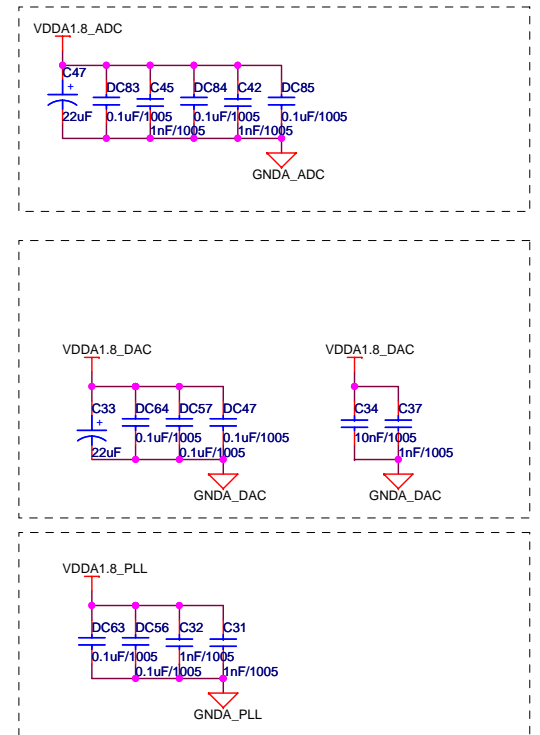 VDDA1.8_ADC
C47
DC83
C45
DC84
C42
DC85
+
22uF
0.1uF/1005
1nF/1005
0.1uF/1005
1nF/1005
0.1uF/1005
GNDA_ADC
VDDA1.8_DAC
VDDA1.8_DAC
C33
DC64
DC57
DC47
C34
C37
+
22uF
0.1uF/1005
0.1uF/1005
0.1uF/1005
10nF/1005
1nF/1005
GNDA_DAC
GNDA_DAC
VDDA1.8_PLL
DC63
DC56
C32
C31
0.1uF/1005
0.1uF/1005
1nF/1005
1nF/1005
GNDA_PLL